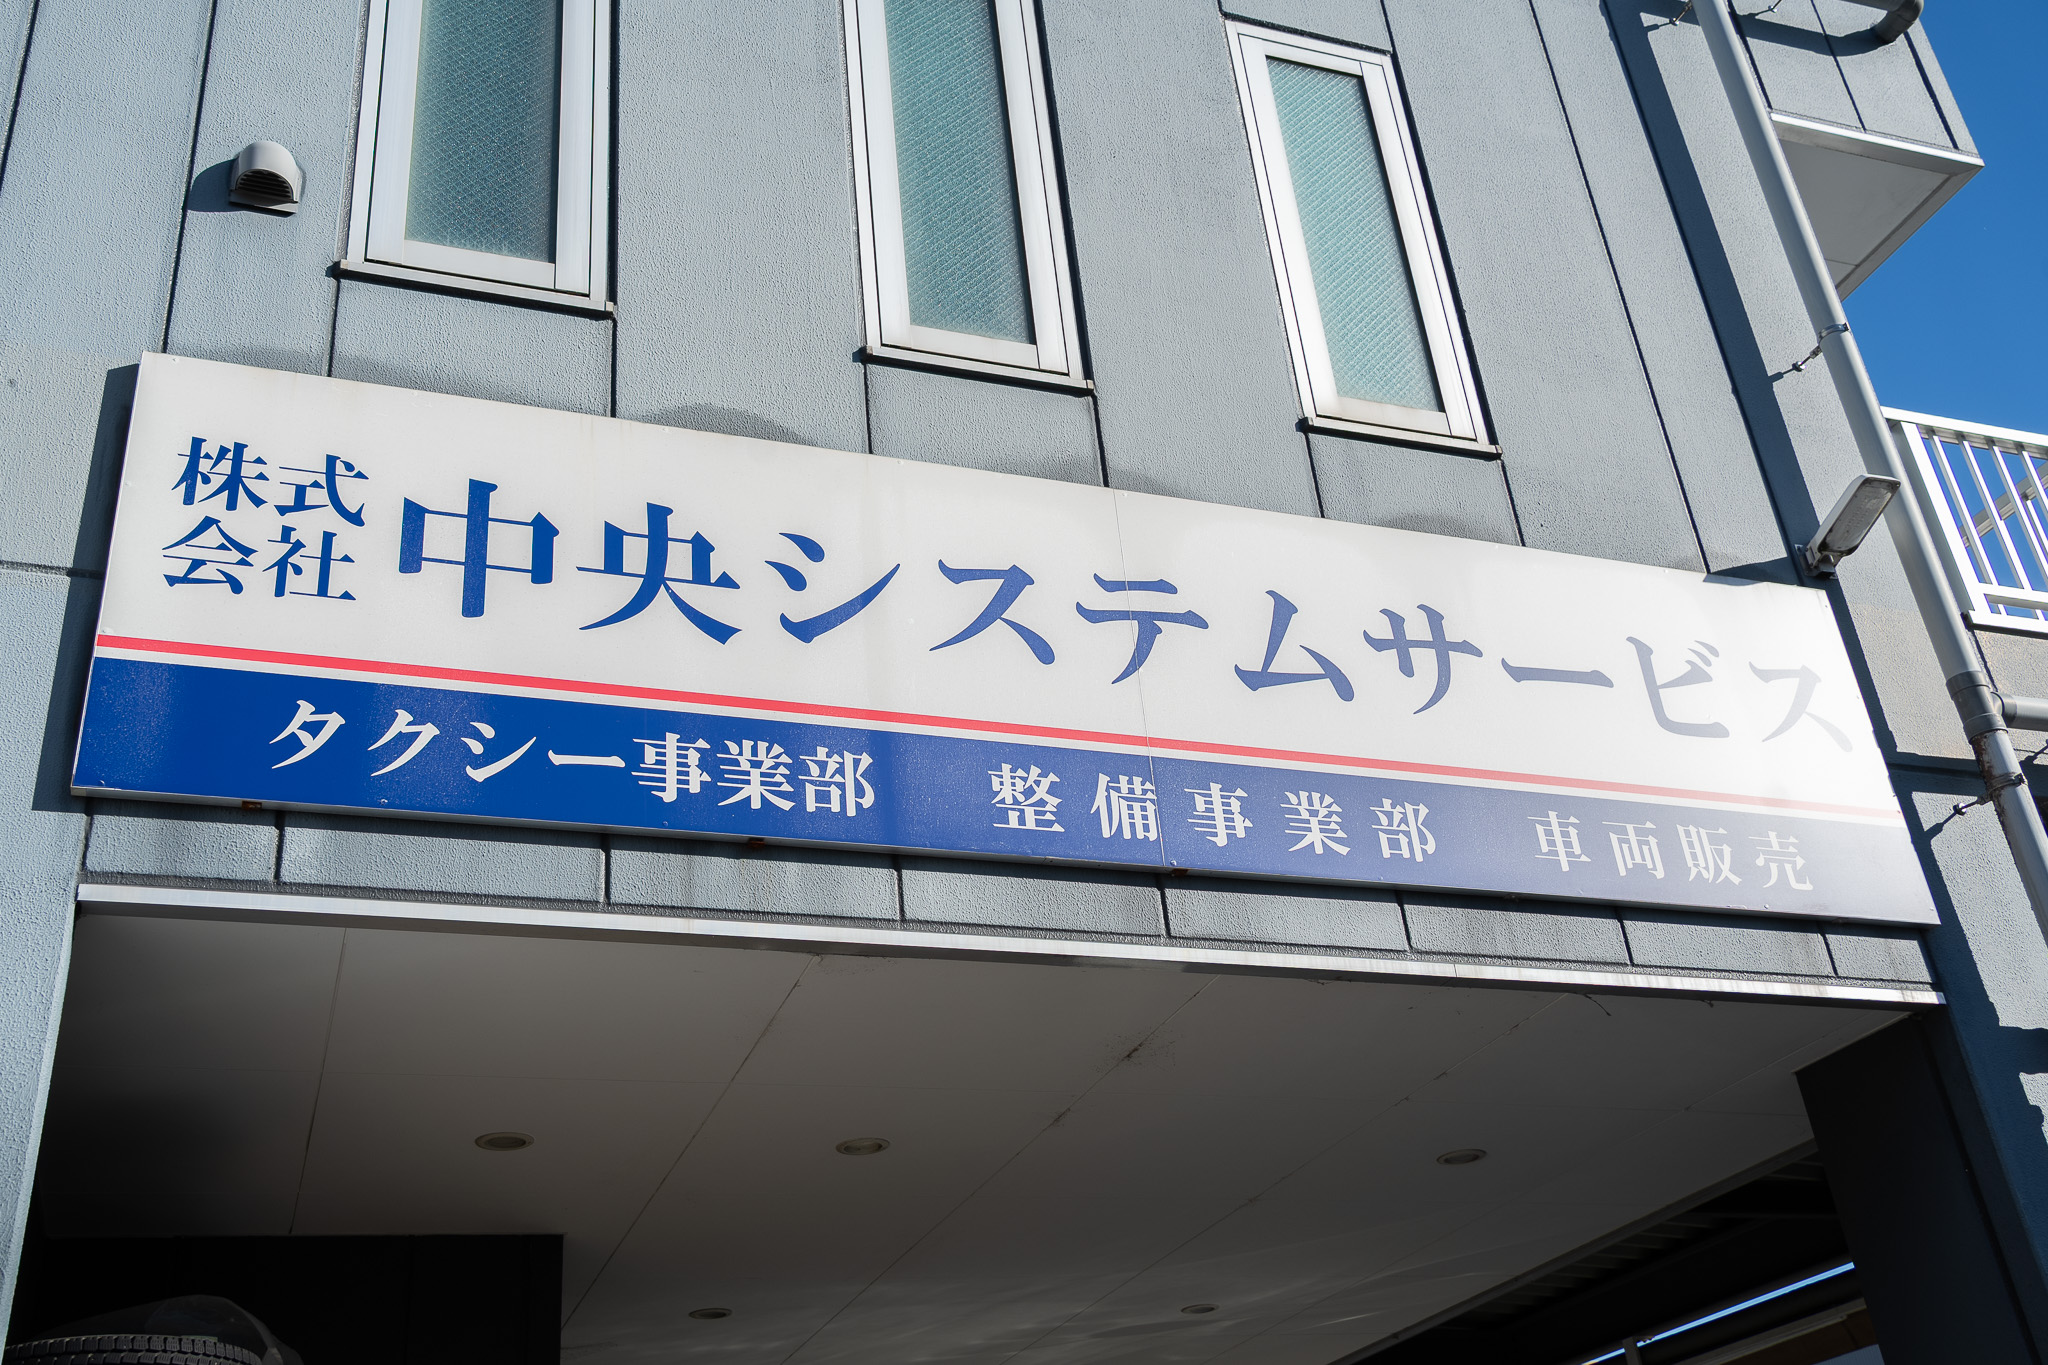 株式会社 中央システムサービス
タクシー事業部 整備事業部 車両販売